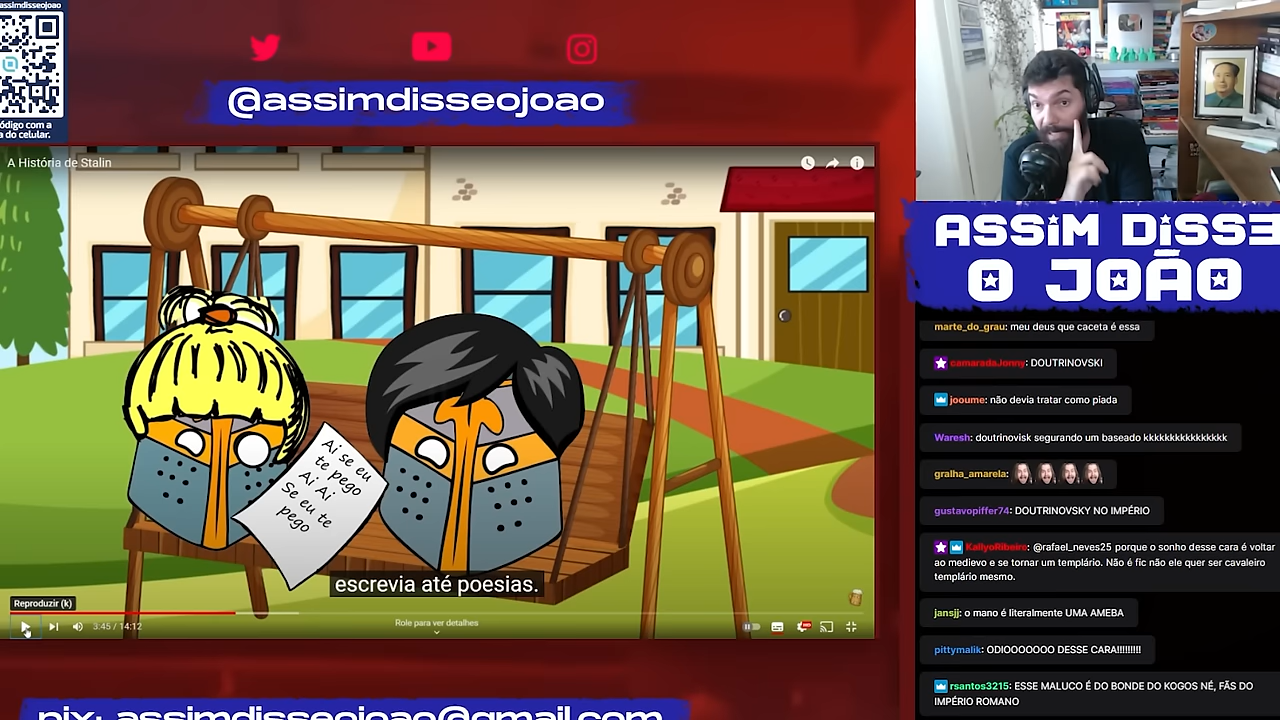 assimdisseojoao
ódigo com a
a do celular.
@assimdisseojoao
A História de Stalin
Ai se eu
te pego
Ai Ai
Se eu te
pego
escrevia até poesias.
Reproduzir (k)
3:45 / 14:12
Role para ver detalhes
HD
pix: assimdisseojoao@gmail.com
ASSIM DISSE
O JOÃO
marte_do_grau: meu deus que caceta é essa
camaradaJonny: DOUTRINOVSKI
jooume: não devia tratar como piada
Waresh: doutrinovisk segurando um baseado kkkkkkkkkkkkkkkk
gralha_amarela:
gustavopiffer74: DOUTRINOVSKY NO IMPÉRIO
KallyoRibeiro: @rafael_neves25 porque o sonho desse cara é voltar
ao medievo e se tornar um templário. Não é fic não ele quer ser cavaleiro
templário mesmo.
jansjj: o mano é literalmente UMA AMEBA
pittymalik: ODIOOOOOOO DESSE CARA!!!!!!!!!
rsantos3215: ESSE MALUCO É DO BONDE DO KOGOS NÉ, FÃS DO
IMPÉRIO ROMANO